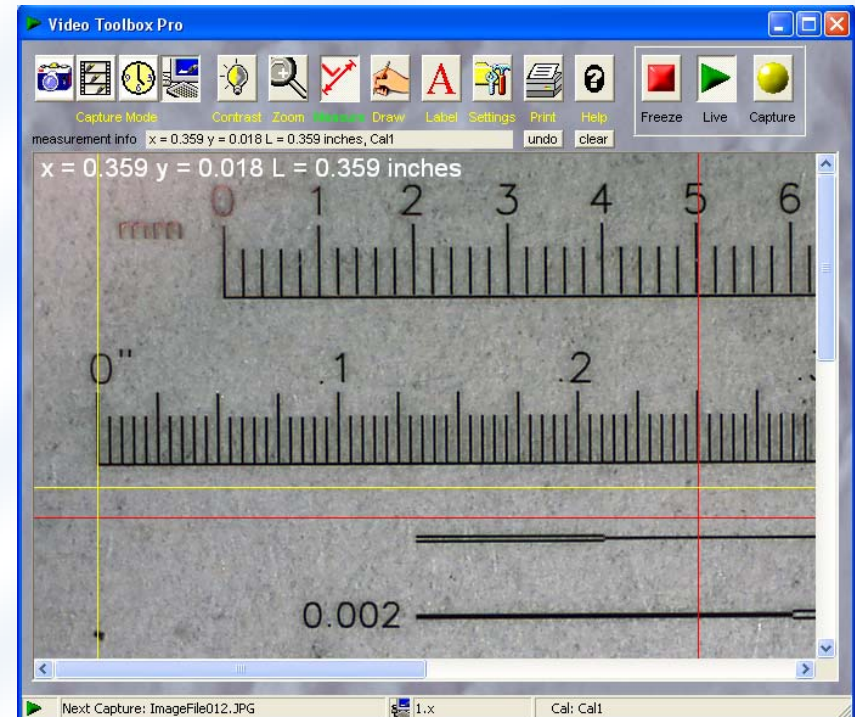 Video Toolbox Pro
Capture Mode Contrast Zoom Measure Draw Label Settings Print Help Freeze Live Capture
measurement info x = 0.359 y = 0.018 L = 0.359 inches, Cal1 undo clear
x = 0.359 y = 0.018 L = 0.359 inches
mm 0 1 2 3 4 5 6
0" .1 .2
0.002
Next Capture: ImageFile012.JPG 1.x Cal: Cal1